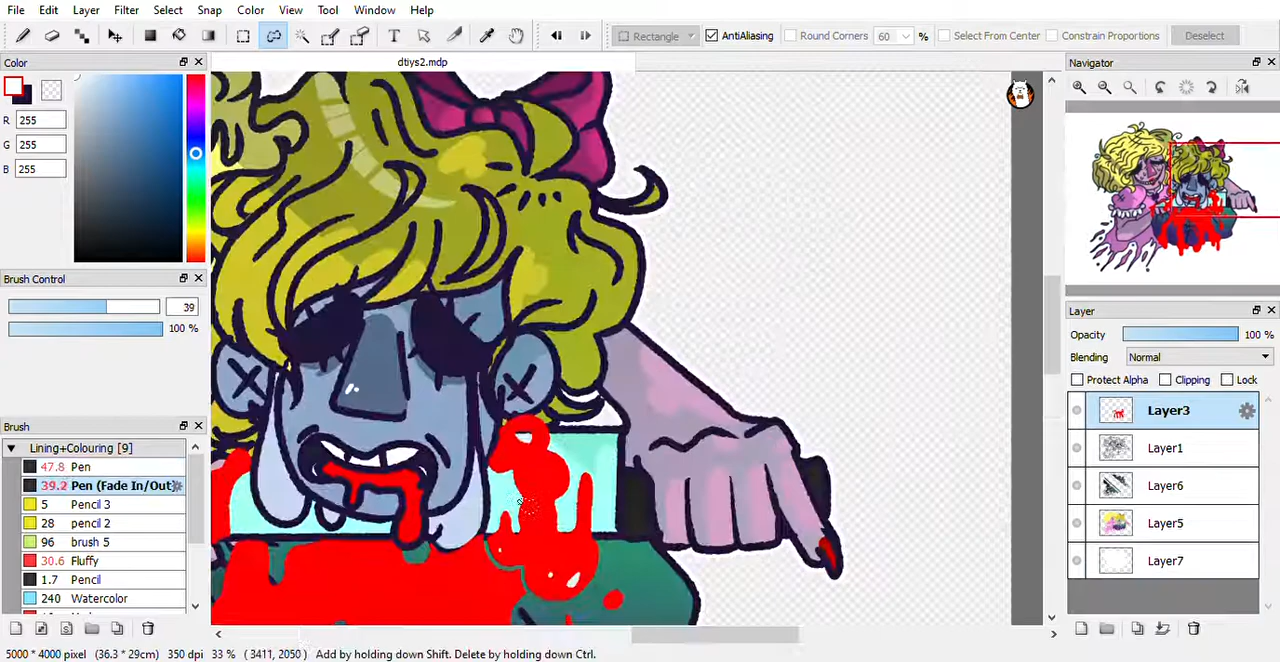 File Edit Layer Filter Select Snap Color View Tool Window Help
T Rectangle AntiAliasing Round Corners 60 % Select From Center Constrain Proportions Deselect
Color
dtiys2.mdp
Navigator
R 255
G 255
B 255
Brush Control
39
100 %
Layer
Opacity 100 %
Blending Normal
Protect Alpha Clipping Lock
Layer3
Layer1
Layer6
Layer5
Layer7
Brush
Lining+Colouring [9]
47.8 Pen
39.2 Pen (Fade In/Out)
5 Pencil 3
28 pencil 2
96 brush 5
30.6 Fluffy
1.7 Pencil
240 Watercolor
5000 * 4000 pixel (36.3 * 29cm) 350 dpi 33 % ( 3411, 2050 ) Add by holding down Shift. Delete by holding down Ctrl.